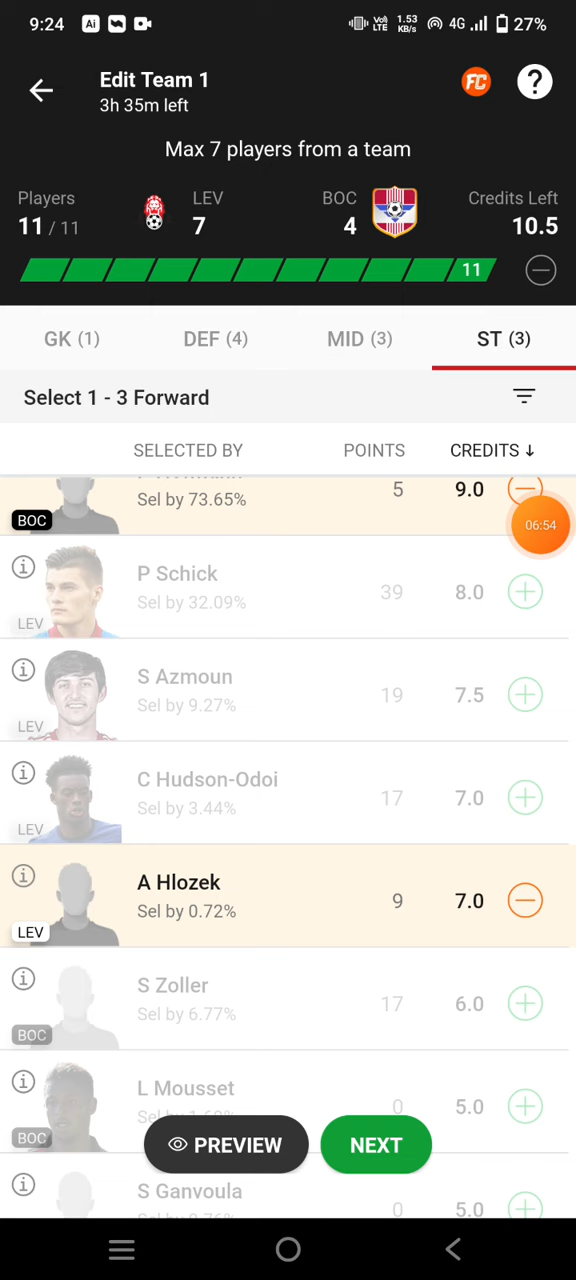 9:24 Ai Vo) LTE 1.53 KB/s 4G 27%
Edit Team 1
3h 35m left
FC ?
Max 7 players from a team
Players LEV BOC Credits Left
11 / 11 7 4 10.5
11
GK (1) DEF (4) MID (3) ST (3)
Select 1 - 3 Forward
SELECTED BY POINTS CREDITS ↓
Sel by 73.65% 5 9.0
BOC
06:54
P Schick
Sel by 32.09% 39 8.0
LEV
S Azmoun
Sel by 9.27% 19 7.5
LEV
C Hudson-Odoi
Sel by 3.44% 17 7.0
LEV
A Hlozek
Sel by 0.72% 9 7.0
LEV
S Zoller
Sel by 6.77% 17 6.0
BOC
L Mousset
Sel by 0 5.0
BOC
PREVIEW NEXT
S Ganvoula
0 5.0